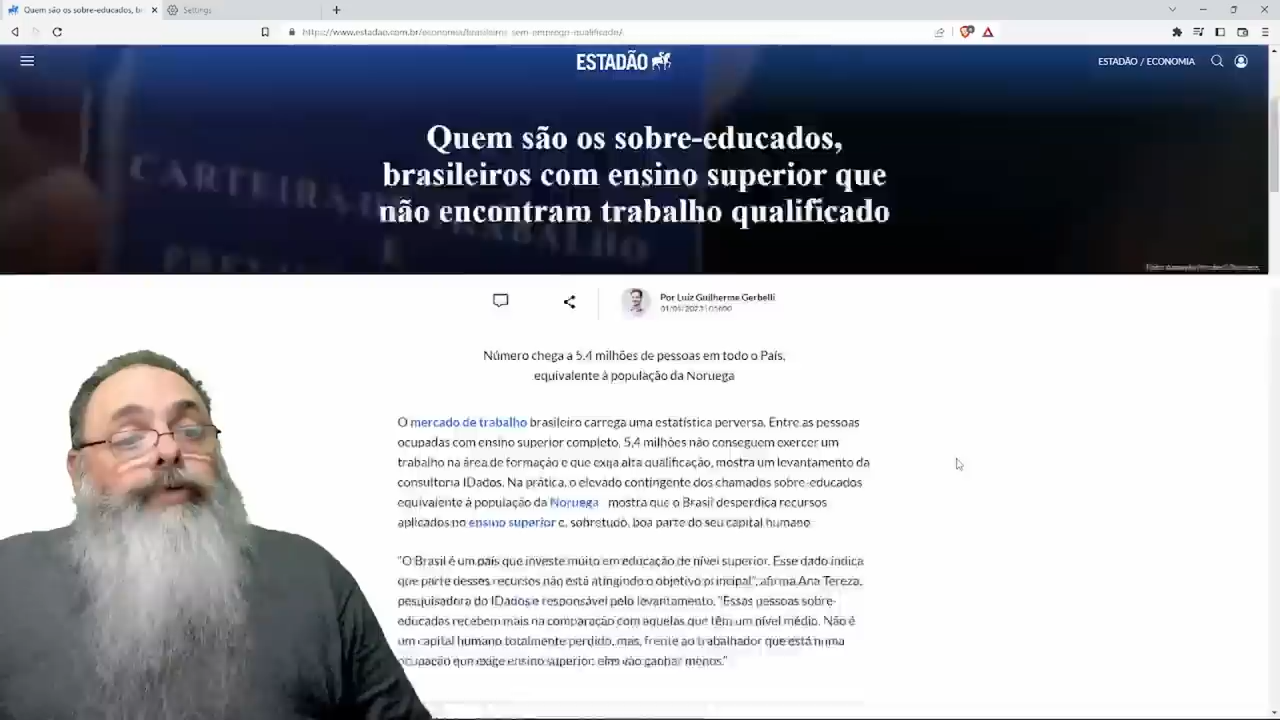 Quem são os sobre-educados, b
Settings
https://www.estadao.com.br/economia/brasileiros-sem-emprego-qualificado/
ESTADÃO
ESTADÃO / ECONOMIA
CARTEIRA DE TRABALHO
E
Quem são os sobre-educados,
brasileiros com ensino superior que
não encontram trabalho qualificado
Por Luiz Guilherme Gerbelli
Número chega a 5,4 milhões de pessoas em todo o País,
equivalente à população da Noruega
O mercado de trabalho brasileiro carrega uma estatística perversa. Entre as pessoas
ocupadas com ensino superior completo, 5,4 milhões não conseguem exercer um
trabalho na área de formação e que exija alta qualificação, mostra um levantamento da
consultoria IDados. Na prática, o elevado contingente dos chamados sobre-educados
equivalente à população da Noruega mostra que o Brasil desperdiça recursos
aplicados no ensino superior e, sobretudo, boa parte do seu capital humano
"O Brasil é um país que investe muito em educação de nível superior. Esse dado indica
que parte desses recursos não está atingindo o objetivo principal", afirma Ana Tereza,
pesquisadora do IDados e responsável pelo levantamento. "Essas pessoas sobre-
educadas recebem mais na comparação com aquelas que têm um nível médio. Não é
um capital humano totalmente perdido, mas, frente ao trabalhador que está numa
ocupação que exige ensino superior, eles vão ganhar menos."